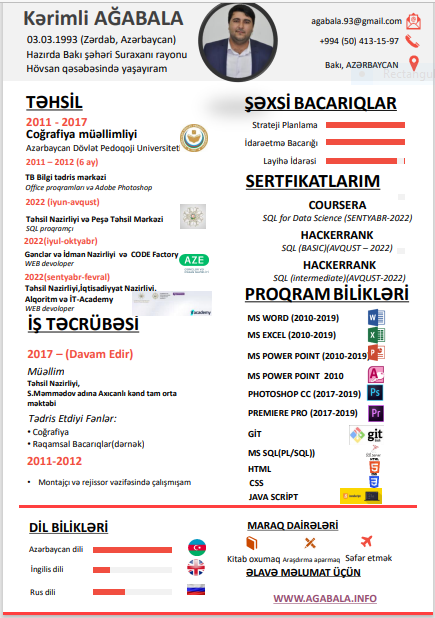 Kərimli AĞABALA
03.03.1993 (Zərdab, Azərbaycan)
Hazırda Bakı şəhəri Suraxanı rayonu
Hövsan qəsəbəsində yaşayıram
agabala.93@gmail.com
+994 (50) 413-15-97
Bakı, AZƏRBAYCAN
TƏHSİL
2011 - 2017
Coğrafiya müəllimliyi
Azərbaycan Dövlət Pedoqoji Universiteti
2011 – 2012 (6 ay)
TB Bilgi tədris mərkəzi
Office proqramları və Adobe Photoshop
2022 (iyun-avqust)
Təhsil Nazirliyi və Peşə Təhsil Mərkəzi
SQL proqramçı
2022(iyul-oktyabr)
Gənclər və İdman Nazirliyi və CODE Factory
WEB devoloper
AZE
2022(sentyabr-fevral)
Təhsil Nazirliyi,İqtisadiyyat Nazirliyi,
Alqoritm və İT-Academy
WEB devoloper
academy
İŞ TƏCRÜBƏSİ
2017 – (Davam Edir)
Müəllim
Təhsil Nazirliyi,
S.Məmmədov adına Axıcanlı kənd tam orta
məktəbi
Tədris Etdiyi Fənlər:
• Coğrafiya
• Rəqəmsal Bacarıqlar(dərnək)
2011-2012
• Montajçı və rejissor vəzifəsində çalışmışam
ŞƏXSİ BACARIQLAR
Strateji Planlama
İdarəetmə Bacarığı
Layihə İdarəsi
SERTFIKATLARIM
COURSERA
SQL for Data Science (SENTYABR-2022)
HACKERRANK
SQL (BASIC)(AVQUST – 2022)
HACKERRANK
SQL (intermediate)(AVQUST-2022)
PROQRAM BİLİKLƏRİ
MS WORD (2010-2019)
MS EXCEL (2010-2019)
MS POWER POINT (2010-2019)
MS POWER POINT 2010
PHOTOSHOP CC (2017-2019)
Ps
PREMIERE PRO (2017-2019)
Pr
GİT
git
MS SQL(PL/SQL))
HTML
CSS
JAVA SCRİPT
DİL BİLİKLƏRİ
Azərbaycan dili
İngilis dili
Rus dili
MARAQ DAİRƏLƏRİ
Kitab oxumaq
Araşdırma aparmaq
Səfər etmək
ƏLAVƏ MƏLUMAT ÜÇÜN
WWW.AGABALA.INFO